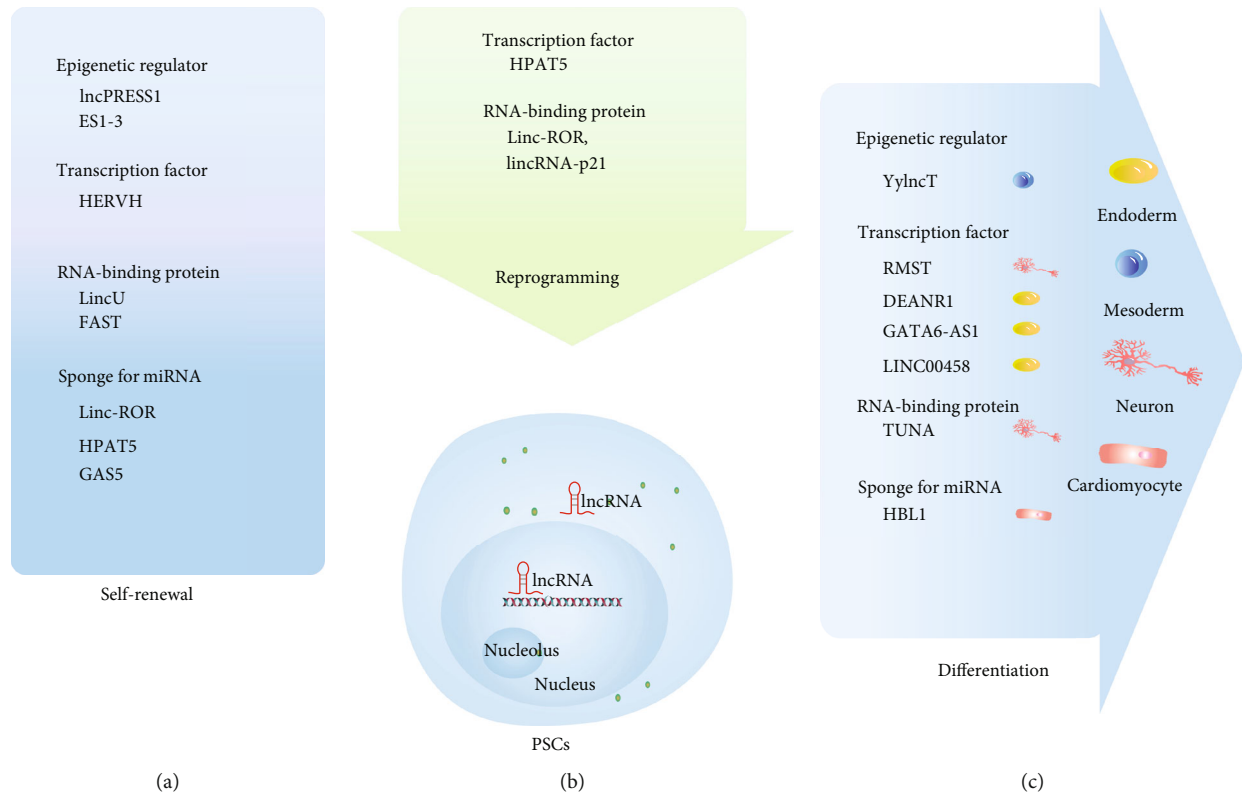 Epigenetic regulator
lncPRESS1
ES1-3
Transcription factor
HERVH
RNA-binding protein
LincU
FAST
Sponge for miRNA
Linc-ROR
HPAT5
GAS5
Self-renewal
(a)
Transcription factor
HPAT5
RNA-binding protein
Linc-ROR,
lincRNA-p21
Reprogramming
lncRNA
lncRNA
Nucleolus
Nucleus
PSCs
(b)
Epigenetic regulator
YylncT
Transcription factor
RMST
DEANR1
GATA6-AS1
LINC00458
RNA-binding protein
TUNA
Sponge for miRNA
HBL1
Endoderm
Mesoderm
Neuron
Cardiomyocyte
Differentiation
(c)